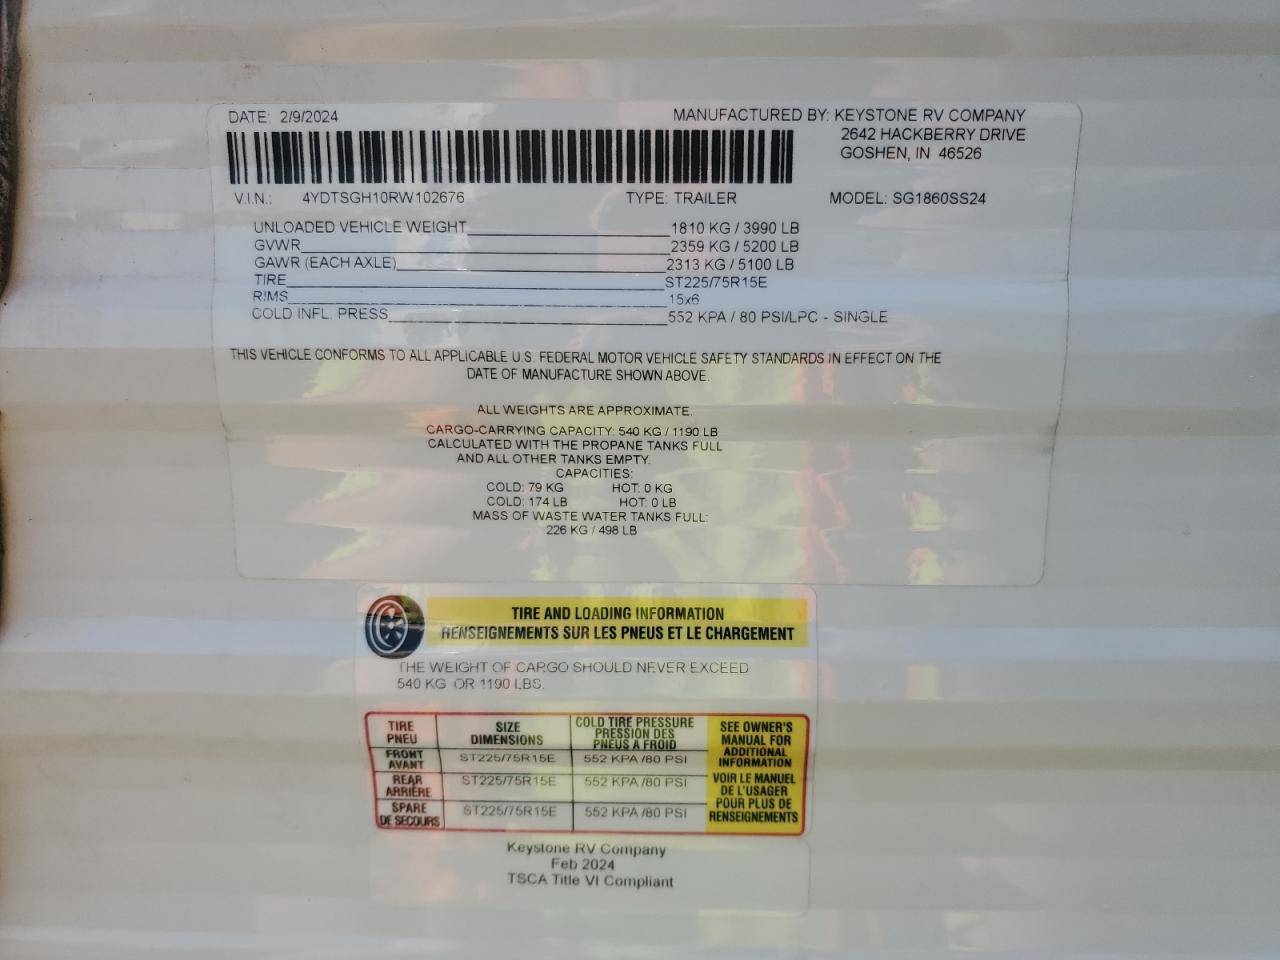 DATE: 2/9/2024
MANUFACTURED BY: KEYSTONE RV COMPANY
2642 HACKBERRY DRIVE
GOSHEN, IN 46526
V.I.N.: 4YDTSGH10RW102676 TYPE: TRAILER MODEL: SG1860SS24
UNLOADED VEHICLE WEIGHT 1810 KG / 3990 LB
GVWR 2359 KG / 5200 LB
GAWR (EACH AXLE) 2313 KG / 5100 LB
TIRE ST225/75R15E
RIMS 15x6
COLD INFL. PRESS. 552 KPA / 80 PSI/LPC - SINGLE
THIS VEHICLE CONFORMS TO ALL APPLICABLE U.S. FEDERAL MOTOR VEHICLE SAFETY STANDARDS IN EFFECT ON THE
DATE OF MANUFACTURE SHOWN ABOVE.
ALL WEIGHTS ARE APPROXIMATE.
CARGO-CARRYING CAPACITY: 540 KG / 1190 LB
CALCULATED WITH THE PROPANE TANKS FULL
AND ALL OTHER TANKS EMPTY.
CAPACITIES:
COLD: 79 KG HOT: 0 KG
COLD: 174 LB HOT: 0 LB
MASS OF WASTE WATER TANKS FULL:
226 KG / 498 LB
TIRE AND LOADING INFORMATION
RENSEIGNEMENTS SUR LES PNEUS ET LE CHARGEMENT
THE WEIGHT OF CARGO SHOULD NEVER EXCEED
540 KG OR 1190 LBS.
TIRE
PNEU
SIZE
DIMENSIONS
COLD TIRE PRESSURE
PRESSION DES
PNEUS A FROID
FRONT
AVANT
ST225/75R15E 552 KPA /80 PSI
REAR
ARRIÈRE
ST225/75R15E 552 KPA /80 PSI
SPARE
DE SECOURS
ST225/75R15E 552 KPA /80 PSI
SEE OWNER'S
MANUAL FOR
ADDITIONAL
INFORMATION
VOIR LE MANUEL
DE L'USAGER
POUR PLUS DE
RENSEIGNEMENTS
Keystone RV Company
Feb 2024
TSCA Title VI Compliant